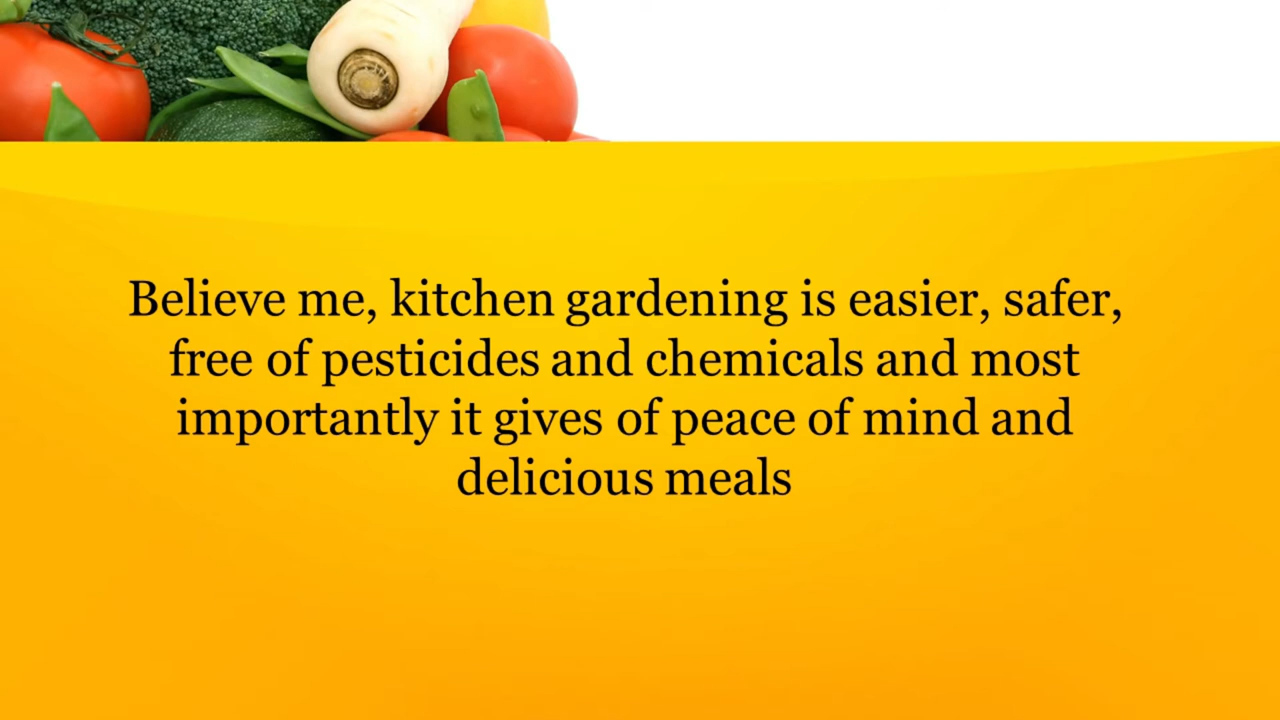 Believe me, kitchen gardening is easier, safer,
free of pesticides and chemicals and most
importantly it gives of peace of mind and
delicious meals